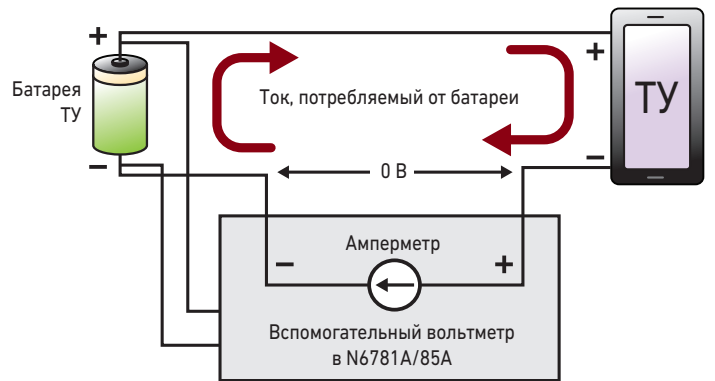 +
Батарея
ТУ
−
Ток, потребляемый от батареи
+
ТУ
−
0 В
Амперметр
− +
Вспомогательный вольтметр
в N6781A/85A